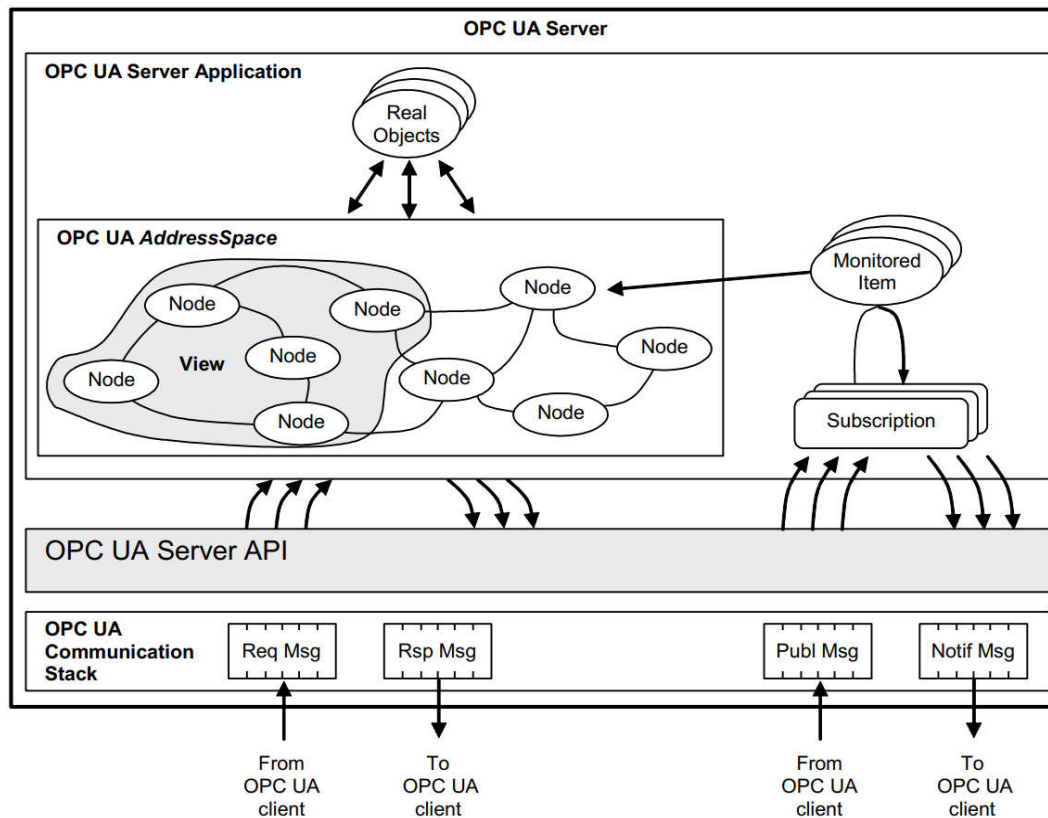 OPC UA Server
OPC UA Server Application
Real
Objects
OPC UA AddressSpace
Monitored
Item
Node
Node
Node
Node
View
Node
Node
Node
Node
Node
Subscription
OPC UA Server API
OPC UA
Communication
Stack
Req Msg
Rsp Msg
Publ Msg
Notif Msg
From
OPC UA
client
To
OPC UA
client
From
OPC UA
client
To
OPC UA
client